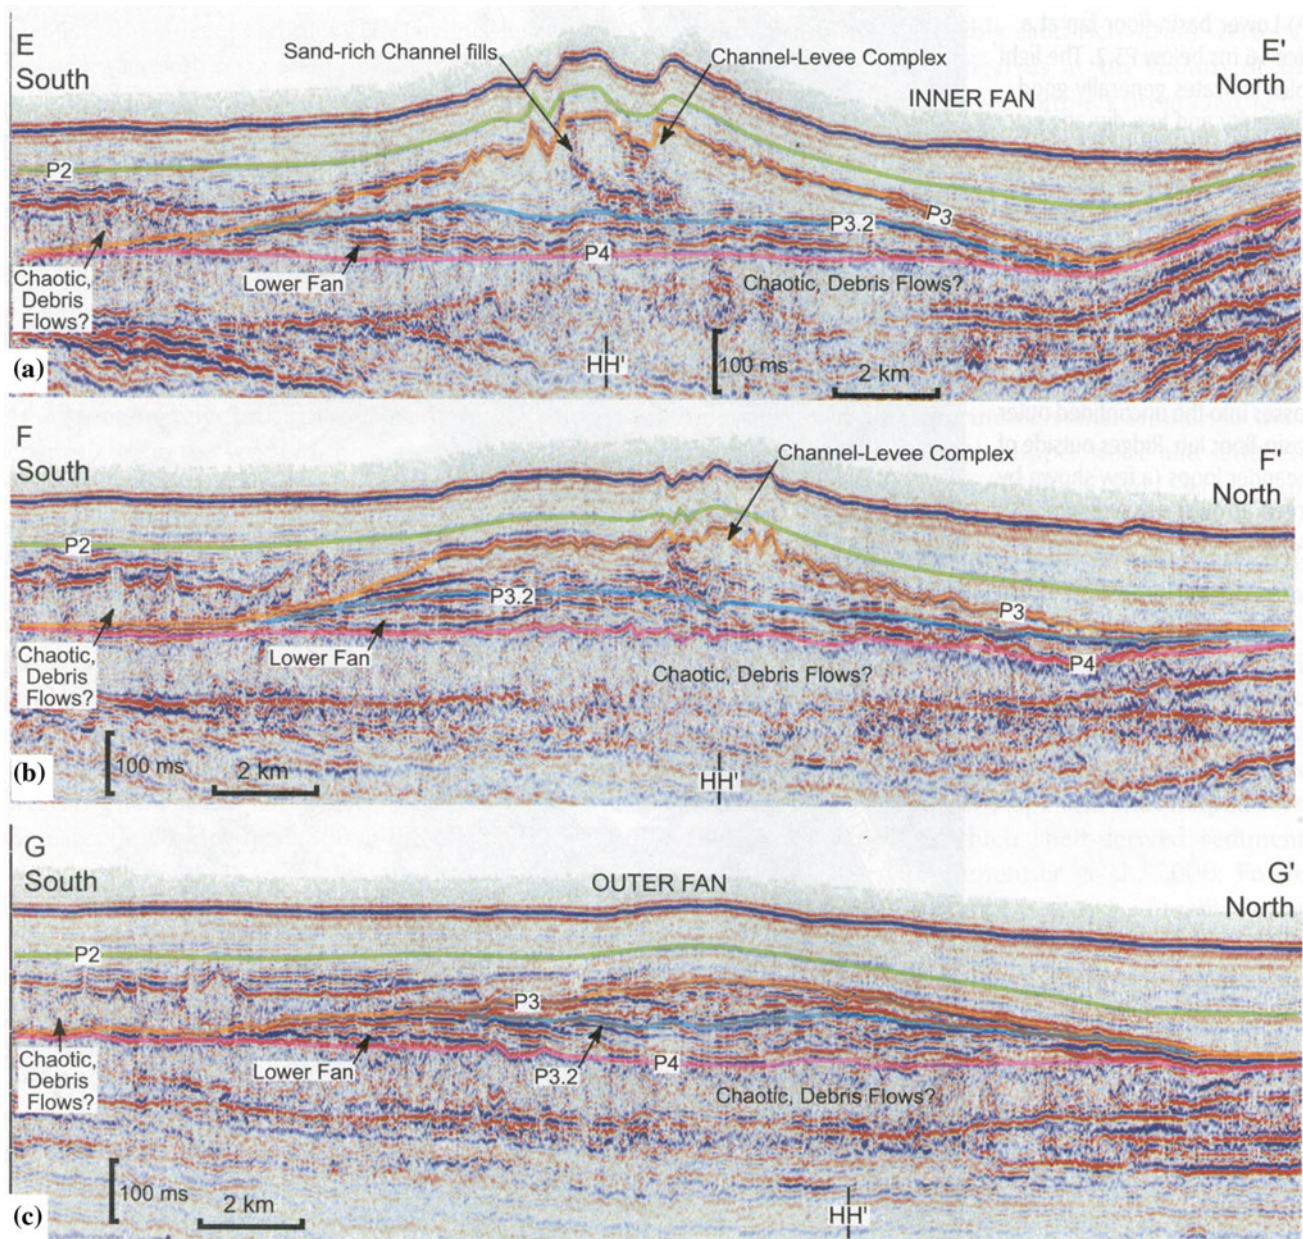 E
South
Sand-rich Channel fills
Channel-Levee Complex
INNER FAN
E'
North
P2
P3
P3.2
P4
Chaotic,
Debris
Flows?
Lower Fan
Chaotic, Debris Flows?
(a)
HH'
100 ms
2 km
F
South
Channel-Levee Complex
F'
North
P2
P3.2
P3
Lower Fan
Chaotic,
Debris
Flows?
Chaotic, Debris Flows?
P4
(b)
100 ms
2 km
HH'
G
South
OUTER FAN
G'
North
P2
P3
Chaotic,
Debris
Flows?
Lower Fan
P3.2
P4
Chaotic, Debris Flows?
(c)
100 ms
2 km
HH'